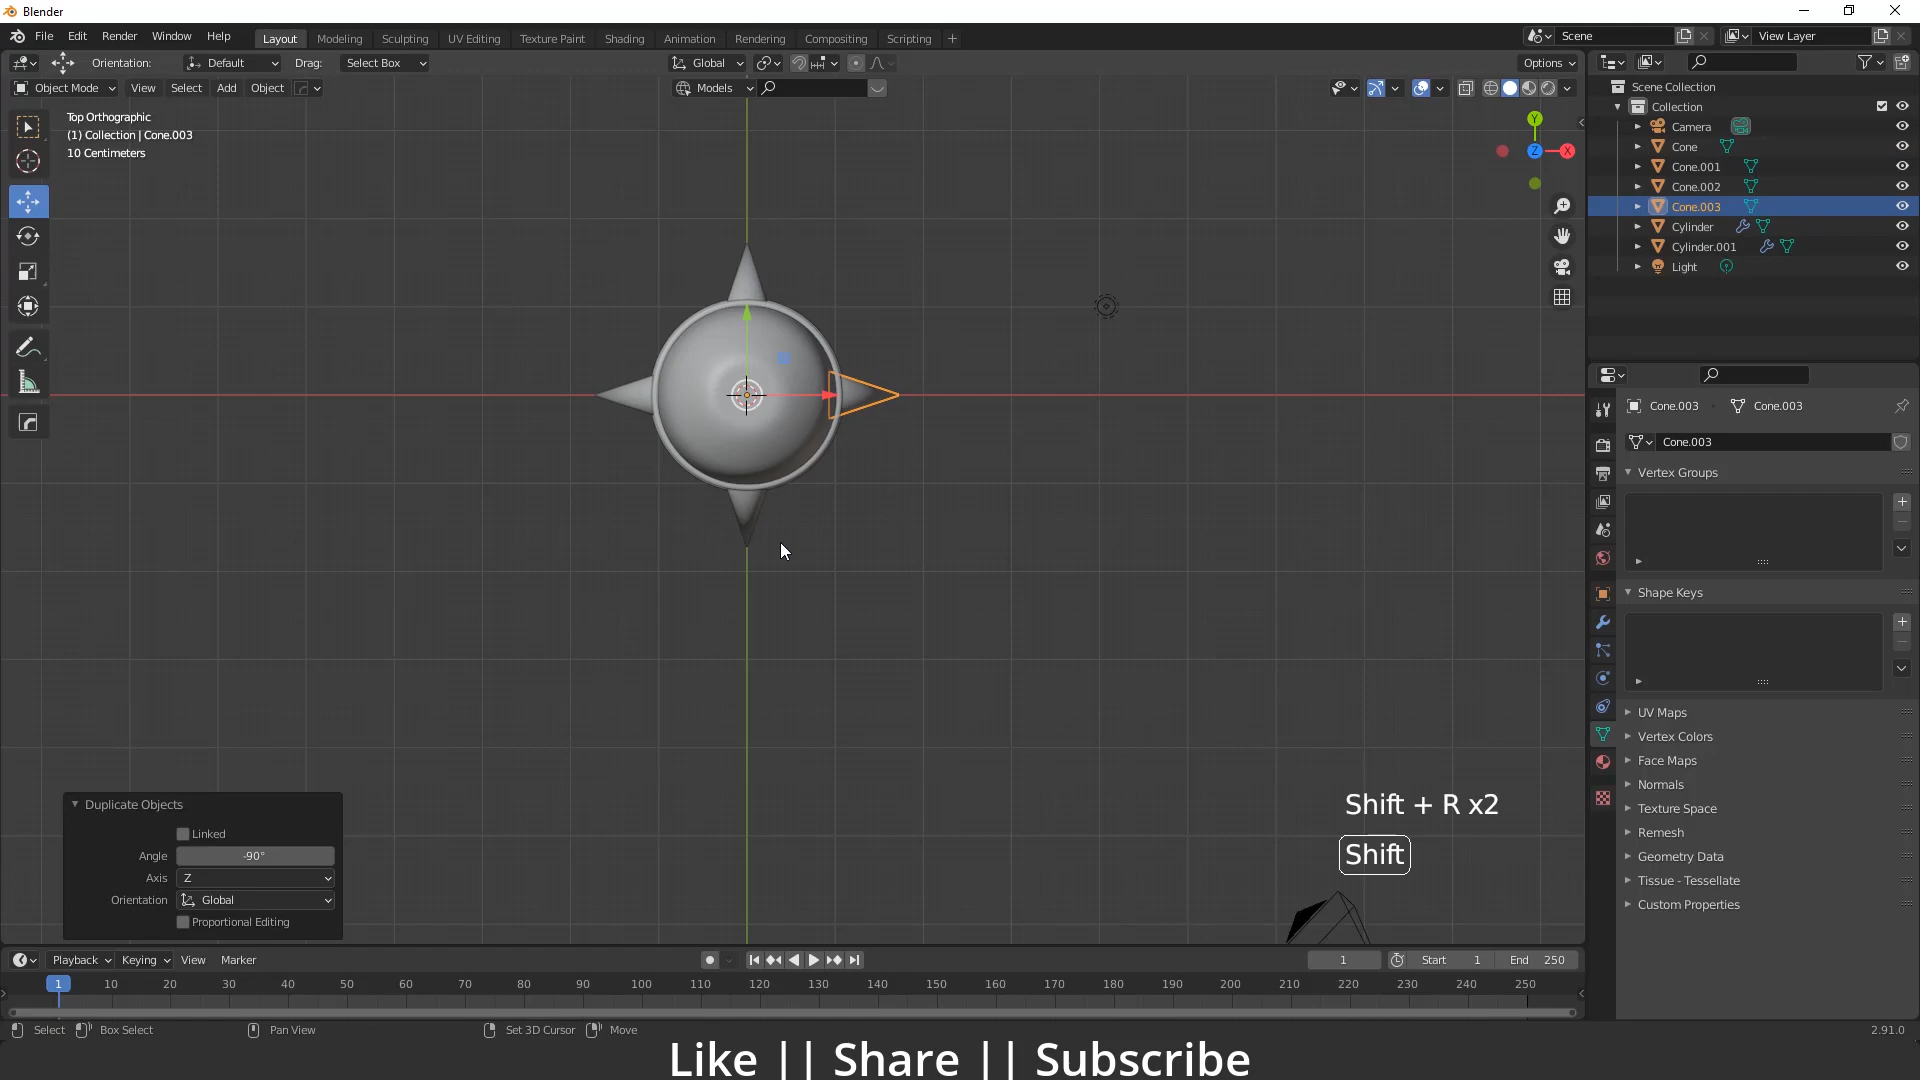 Blender
File Edit Render Window Help
Layout Modeling Sculpting UV Editing Texture Paint Shading Animation Rendering Compositing Scripting +
Scene
View Layer
Orientation: Default Drag: Select Box
Global
Options
Object Mode View Select Add Object
Models
Top Orthographic
(1) Collection | Cone.003
10 Centimeters
Y
Z
X
Scene Collection
Collection
Camera
Cone
Cone.001
Cone.002
Cone.003
Cylinder
Cylinder.001
Light
Cone.003
Cone.003
Cone.003
Vertex Groups
Shape Keys
UV Maps
Vertex Colors
Face Maps
Normals
Texture Space
Remesh
Geometry Data
Tissue - Tessellate
Custom Properties
Duplicate Objects
Linked
Angle -90°
Axis Z
Orientation Global
Proportional Editing
Shift + R x2
Shift
Playback Keying View Marker
1 Start 1 End 250
1 10 20 30 40 50 60 70 80 90 100 110 120 130 140 150 160 170 180 190 200 210 220 230 240 250
Select Box Select Pan View Set 3D Cursor Move 2.91.0
Like || Share || Subscribe